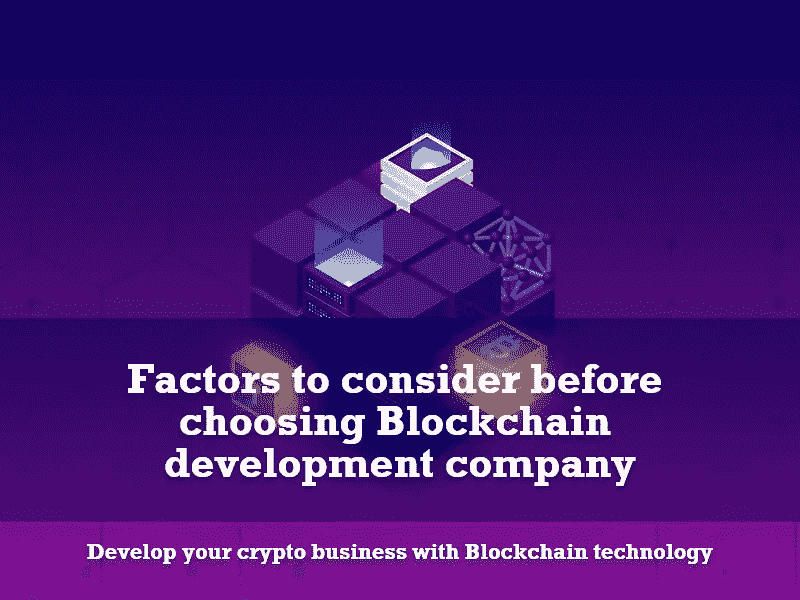 Factors to consider before
choosing Blockchain
development company
Develop your crypto business with Blockchain technology